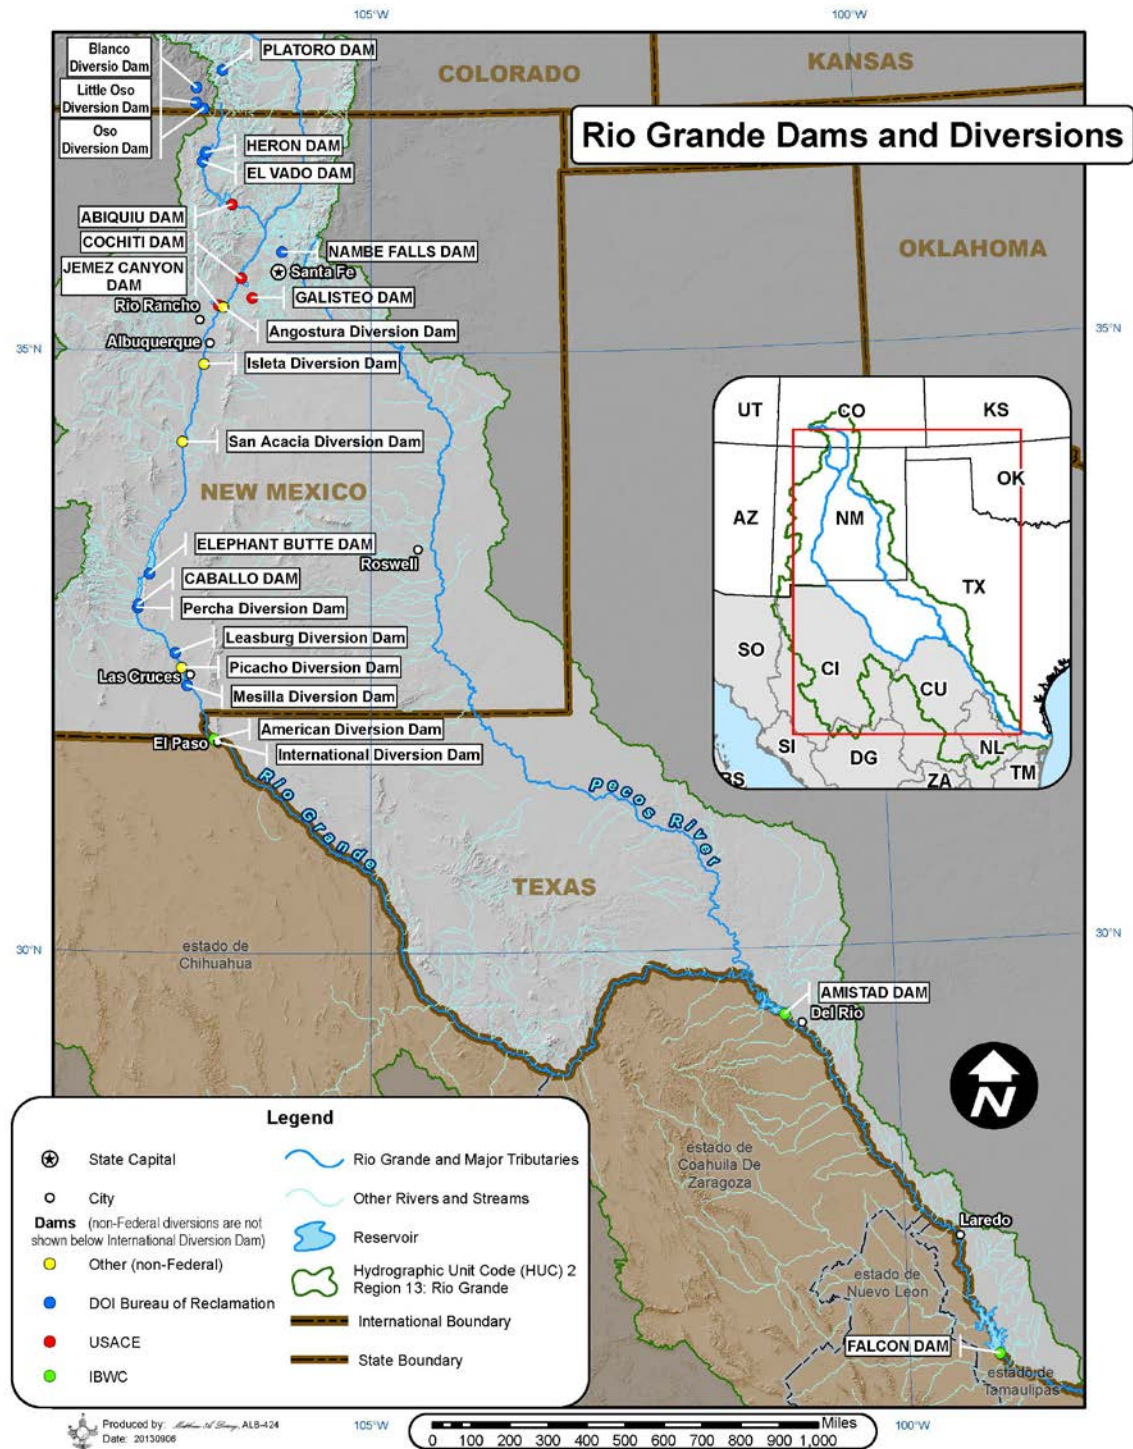 105°W
100°W
Blanco
Diversio Dam
PLATORO DAM
COLORADO
KANSAS
Little Oso
Diversion Dam
Oso
Diversion Dam
Rio Grande Dams and Diversions
HERON DAM
EL VADO DAM
ABIQUIU DAM
COCHITI DAM
JEMEZ CANYON
DAM
NAMBE FALLS DAM
Santa Fe
OKLAHOMA
GALISTEO DAM
Rio Rancho
Angostura Diversion Dam
Albuquerque
35°N
35°N
Isleta Diversion Dam
San Acacia Diversion Dam
NEW MEXICO
ELEPHANT BUTTE DAM
Roswell
CABALLO DAM
Percha Diversion Dam
Leasburg Diversion Dam
Picacho Diversion Dam
Las Cruces
Mesilla Diversion Dam
American Diversion Dam
El Paso
International Diversion Dam
UT
CO
KS
OK
AZ
NM
TX
SO
CI
CU
SI
DG
NL
ZA
TM
BS
Rio Grande
Pecos River
TEXAS
30°N
30°N
estado de
Chihuahua
AMISTAD DAM
Del Rio
N
estado de
Coahuila De
Zaragoza
Laredo
estado de
Nuevo Leon
FALCON DAM
estado de
Tamaulipas
Legend
State Capital
City
Dams (non-Federal diversions are not
shown below International Diversion Dam)
Other (non-Federal)
DOI Bureau of Reclamation
USACE
IBWC
Rio Grande and Major Tributaries
Other Rivers and Streams
Reservoir
Hydrographic Unit Code (HUC) 2
Region 13: Rio Grande
International Boundary
State Boundary
Produced by: ALB-424
Date: 20130906
105°W
100°W
Miles
0 100 200 300 400 500 600 700 800 900 1,000